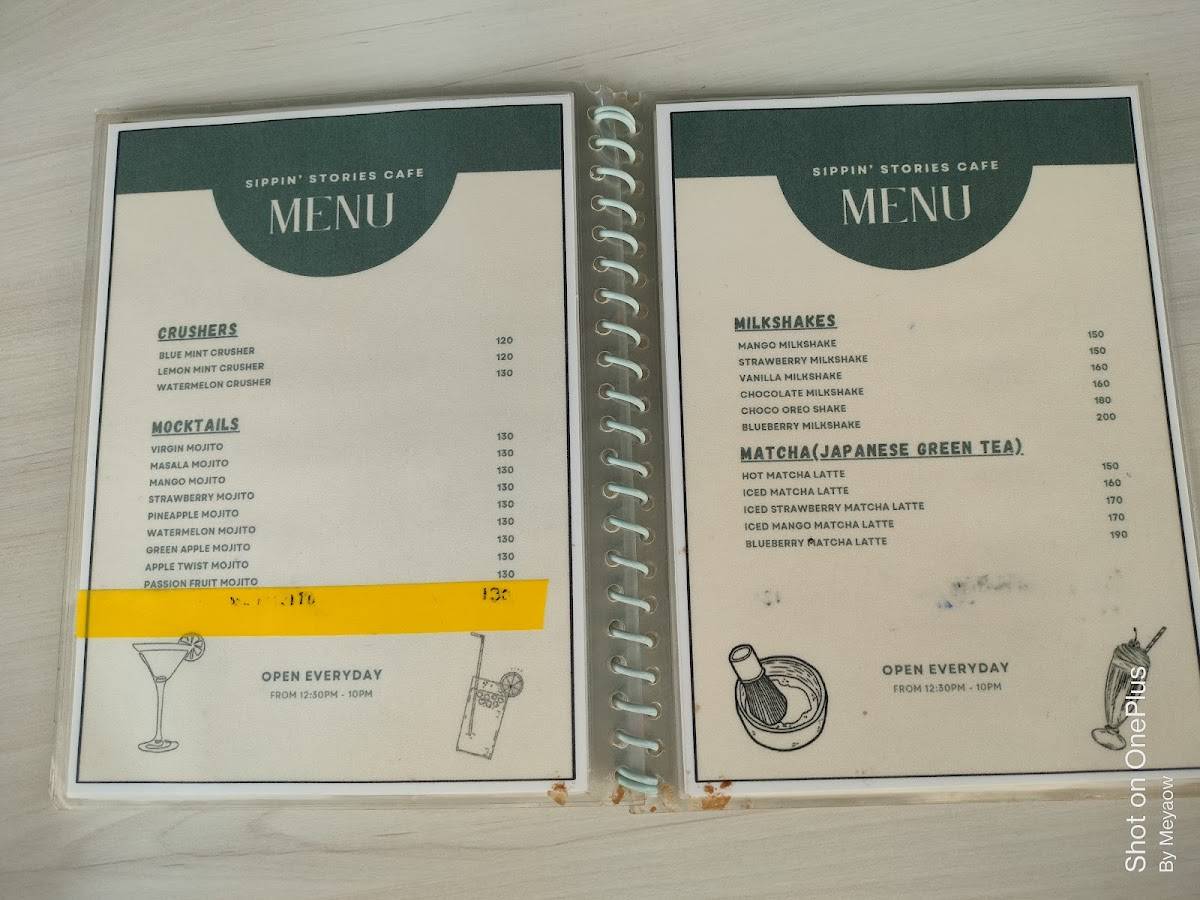 SIPPIN' STORIES CAFE
MENU
CRUSHERS
BLUE MINT CRUSHER 120
LEMON MINT CRUSHER 120
WATERMELON CRUSHER 130
MOCKTAILS
VIRGIN MOJITO 130
MASALA MOJITO 130
MANGO MOJITO 130
STRAWBERRY MOJITO 130
PINEAPPLE MOJITO 130
WATERMELON MOJITO 130
GREEN APPLE MOJITO 130
APPLE TWIST MOJITO 130
PASSION FRUIT MOJITO 130
130
OPEN EVERYDAY
FROM 12:30PM - 10PM
SIPPIN' STORIES CAFE
MENU
MILKSHAKES
MANGO MILKSHAKE 150
STRAWBERRY MILKSHAKE 150
VANILLA MILKSHAKE 160
CHOCOLATE MILKSHAKE 160
CHOCO OREO SHAKE 180
BLUEBERRY MILKSHAKE 200
MATCHA(JAPANESE GREEN TEA)
HOT MATCHA LATTE 150
ICED MATCHA LATTE 160
ICED STRAWBERRY MATCHA LATTE 170
ICED MANGO MATCHA LATTE 170
BLUEBERRY MATCHA LATTE 190
OPEN EVERYDAY
FROM 12:30PM - 10PM
Shot on OnePlus
By Meyaow